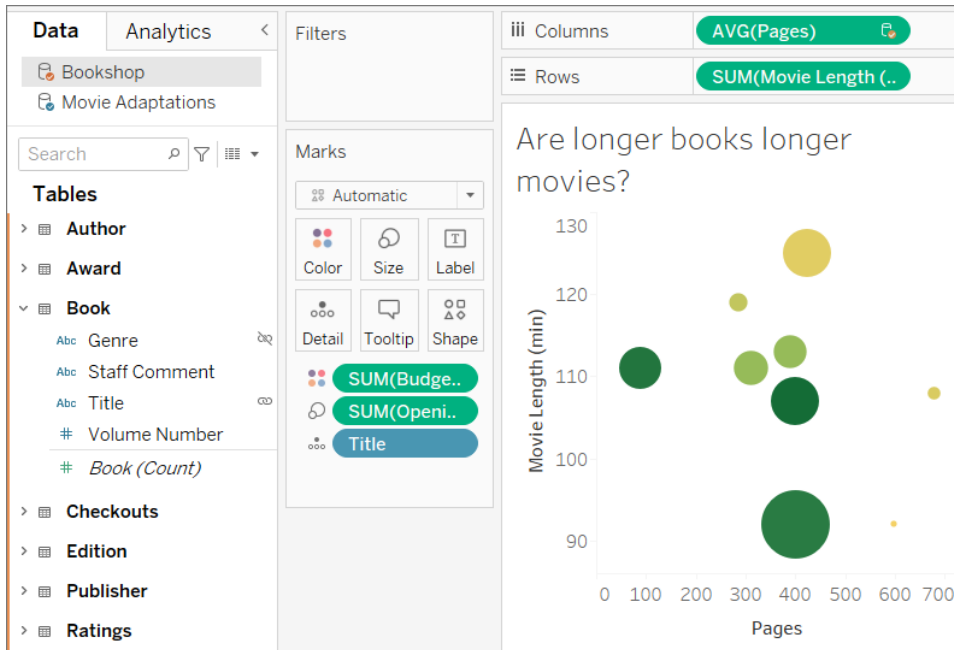 Data
Analytics
Bookshop
Movie Adaptations
Search
Tables
Author
Award
Book
Abc Genre
Abc Staff Comment
Abc Title
# Volume Number
# Book (Count)
Checkouts
Edition
Publisher
Ratings
Filters
Marks
Automatic
Color Size Label
T
Detail Tooltip Shape
SUM(Budge..
SUM(Openi..
Title
Columns AVG(Pages)
Rows SUM(Movie Length (..
Are longer books longer
movies?
Movie Length (min)
130
120
110
100
90
0 100 200 300 400 500 600 700
Pages